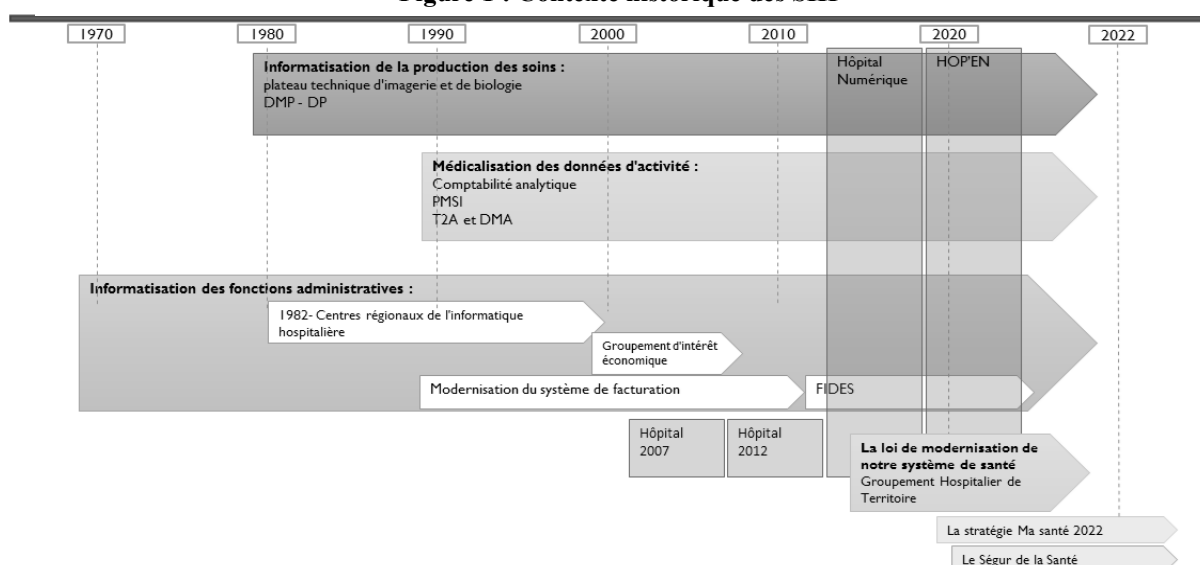 Figure 1 : Contexte historique des SIH
1970
1980
1990
2000
2010
2020
2022
Informatisation de la production des soins :
plateau technique d'imagerie et de biologie
DMP - DP
Hôpital
Numérique
HOP'EN
Médicalisation des données d'activité :
Comptabilité analytique
PMSI
T2A et DMA
Informatisation des fonctions administratives :
1982- Centres régionaux de l'informatique
hospitalière
Groupement d'intérêt
économique
Modernisation du système de facturation
FIDES
Hôpital
2007
Hôpital
2012
La loi de modernisation de
notre système de santé
Groupement Hospitalier de
Territoire
La stratégie Ma santé 2022
Le Ségur de la Santé